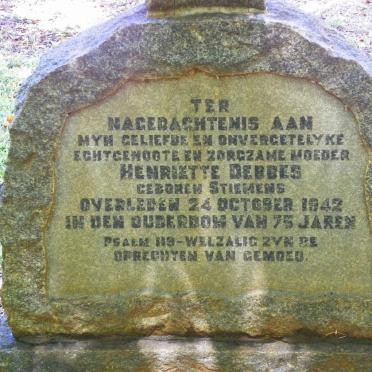 TER
NAGEDACHTENIS AAN
MYN GELIEFDE EN ONVERGETELYKE
ECHTGENOOTE EN ZORGZAME MOEDER
HENRIETTE DEBBES
GEBOREN STIEMENS
OVERLEDEN 24 OCTOBER 1942
IN DEN OUDERDOM VAN 75 JAREN
PSALM 119-WELZALIG ZYN DE
OPRECHTEN VAN GEMOED.